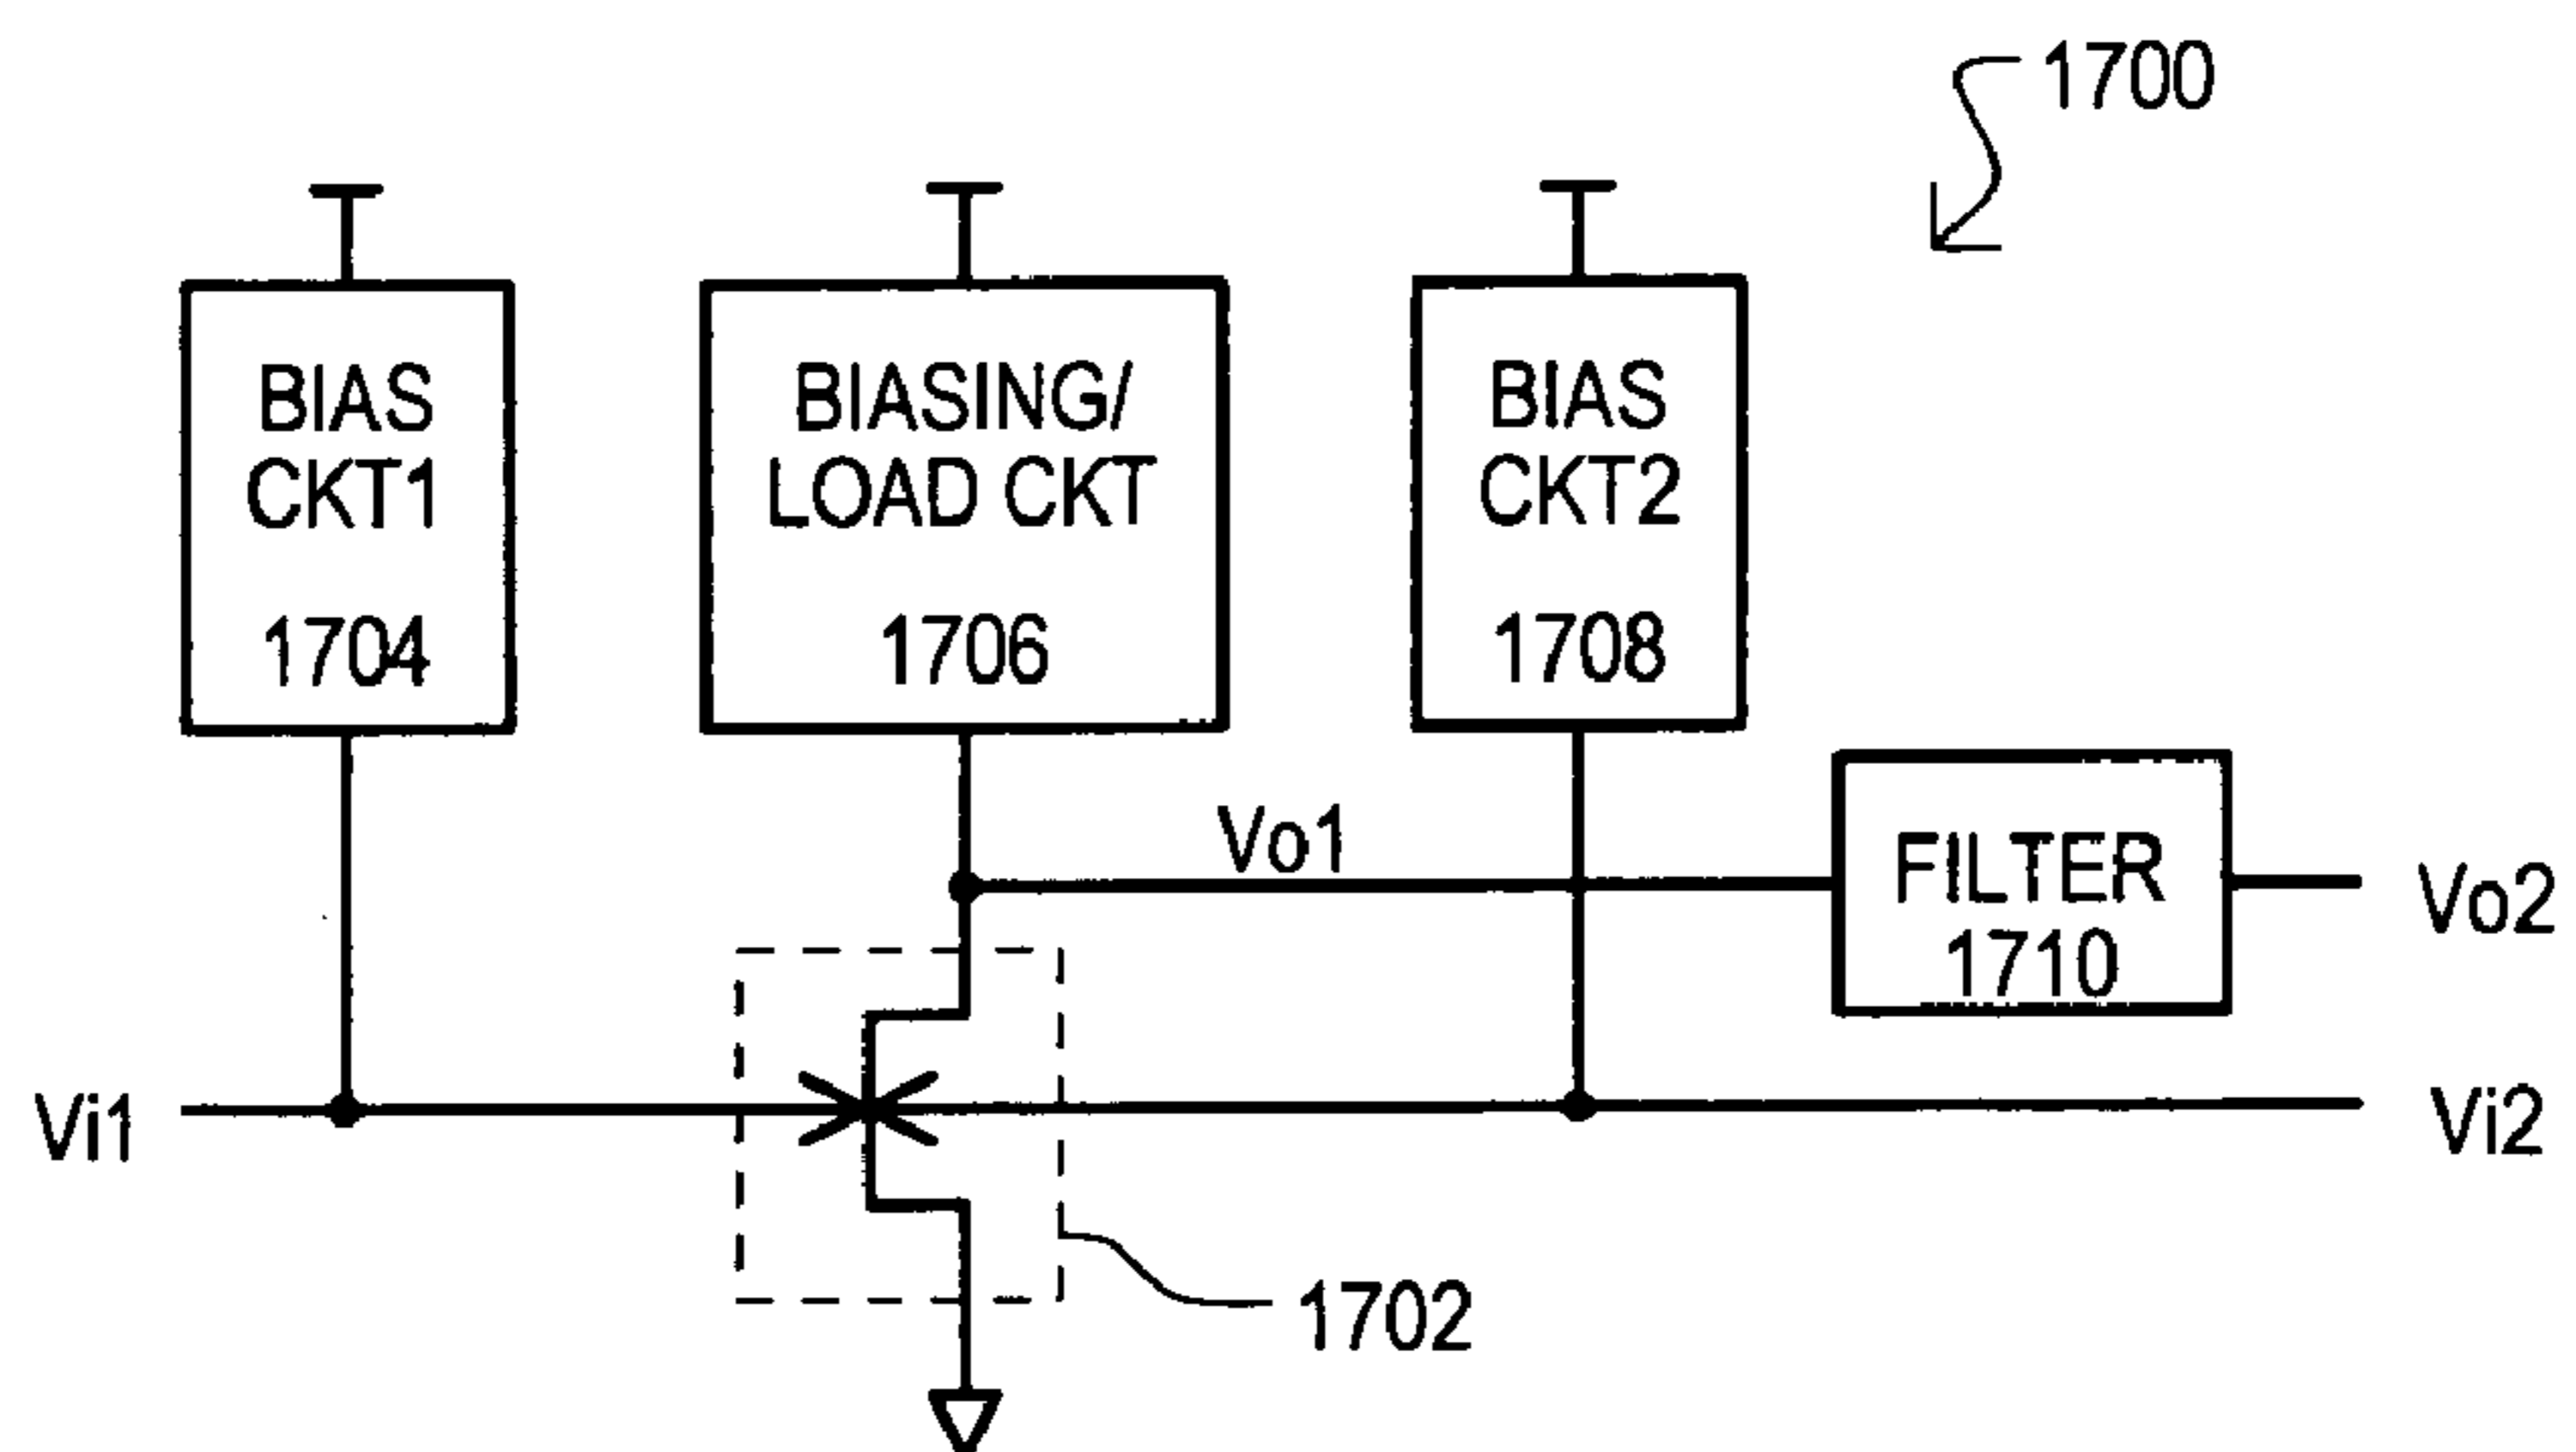 1700
BIAS
CKT1
1704
BIASING/
LOAD CKT
1706
BIAS
CKT2
1708
Vo1
FILTER
1710
Vo2
Vi1
Vi2
1702